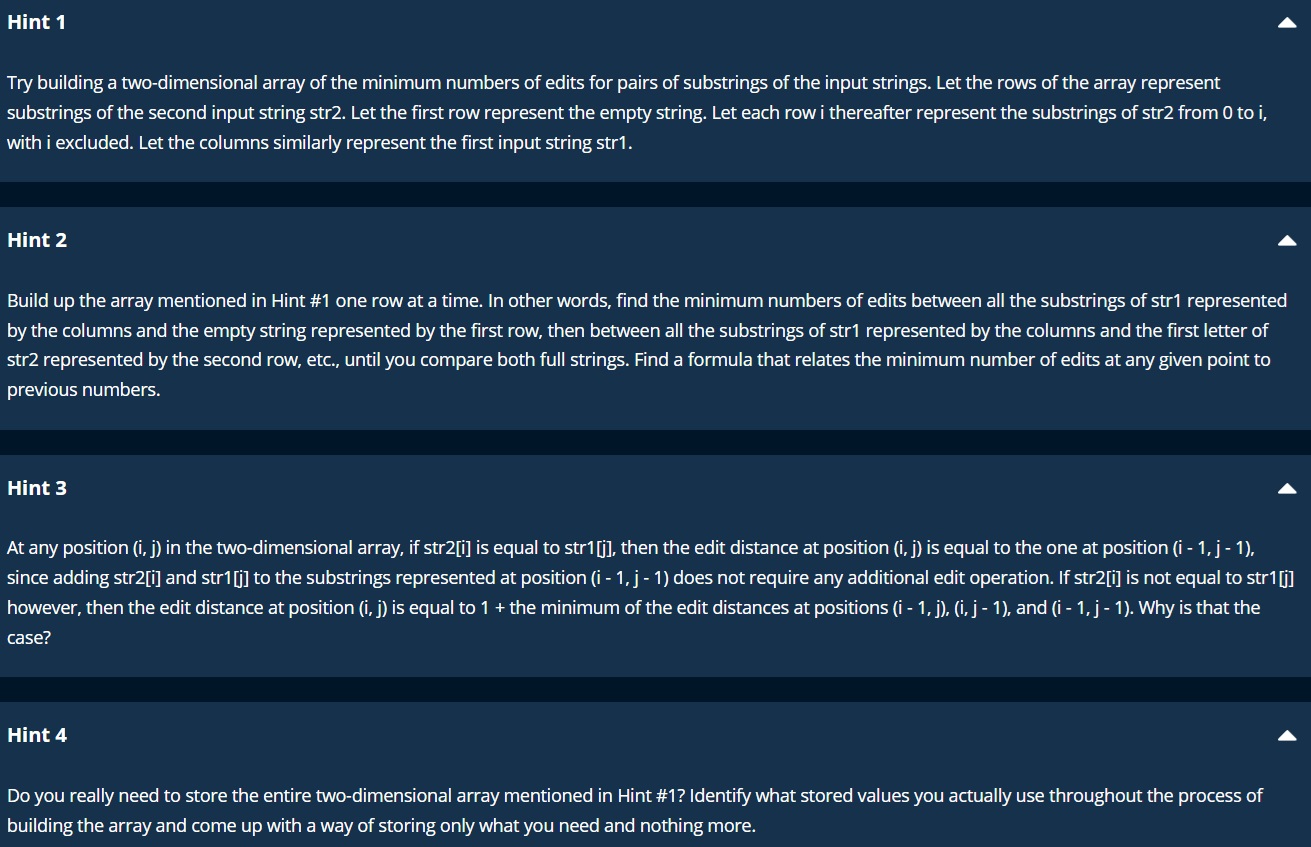 Hint 1
Try building a two-dimensional array of the minimum numbers of edits for pairs of substrings of the input strings. Let the rows of the array represent
substrings of the second input string str2. Let the first row represent the empty string. Let each row i thereafter represent the substrings of str2 from 0 to i,
with i excluded. Let the columns similarly represent the first input string str1.
Hint 2
Build up the array mentioned in Hint #1 one row at a time. In other words, find the minimum numbers of edits between all the substrings of str1 represented
by the columns and the empty string represented by the first row, then between all the substrings of str1 represented by the columns and the first letter of
str2 represented by the second row, etc., until you compare both full strings. Find a formula that relates the minimum number of edits at any given point to
previous numbers.
Hint 3
At any position (i, j) in the two-dimensional array, if str2[i] is equal to str1[j], then the edit distance at position (i, j) is equal to the one at position (i - 1, j - 1),
since adding str2[i] and str1[j] to the substrings represented at position (i - 1, j - 1) does not require any additional edit operation. If str2[i] is not equal to str1[j]
however, then the edit distance at position (i, j) is equal to 1 + the minimum of the edit distances at positions (i - 1, j), (i, j - 1), and (i - 1, j - 1). Why is that the
case?
Hint 4
Do you really need to store the entire two-dimensional array mentioned in Hint #1? Identify what stored values you actually use throughout the process of
building the array and come up with a way of storing only what you need and nothing more.